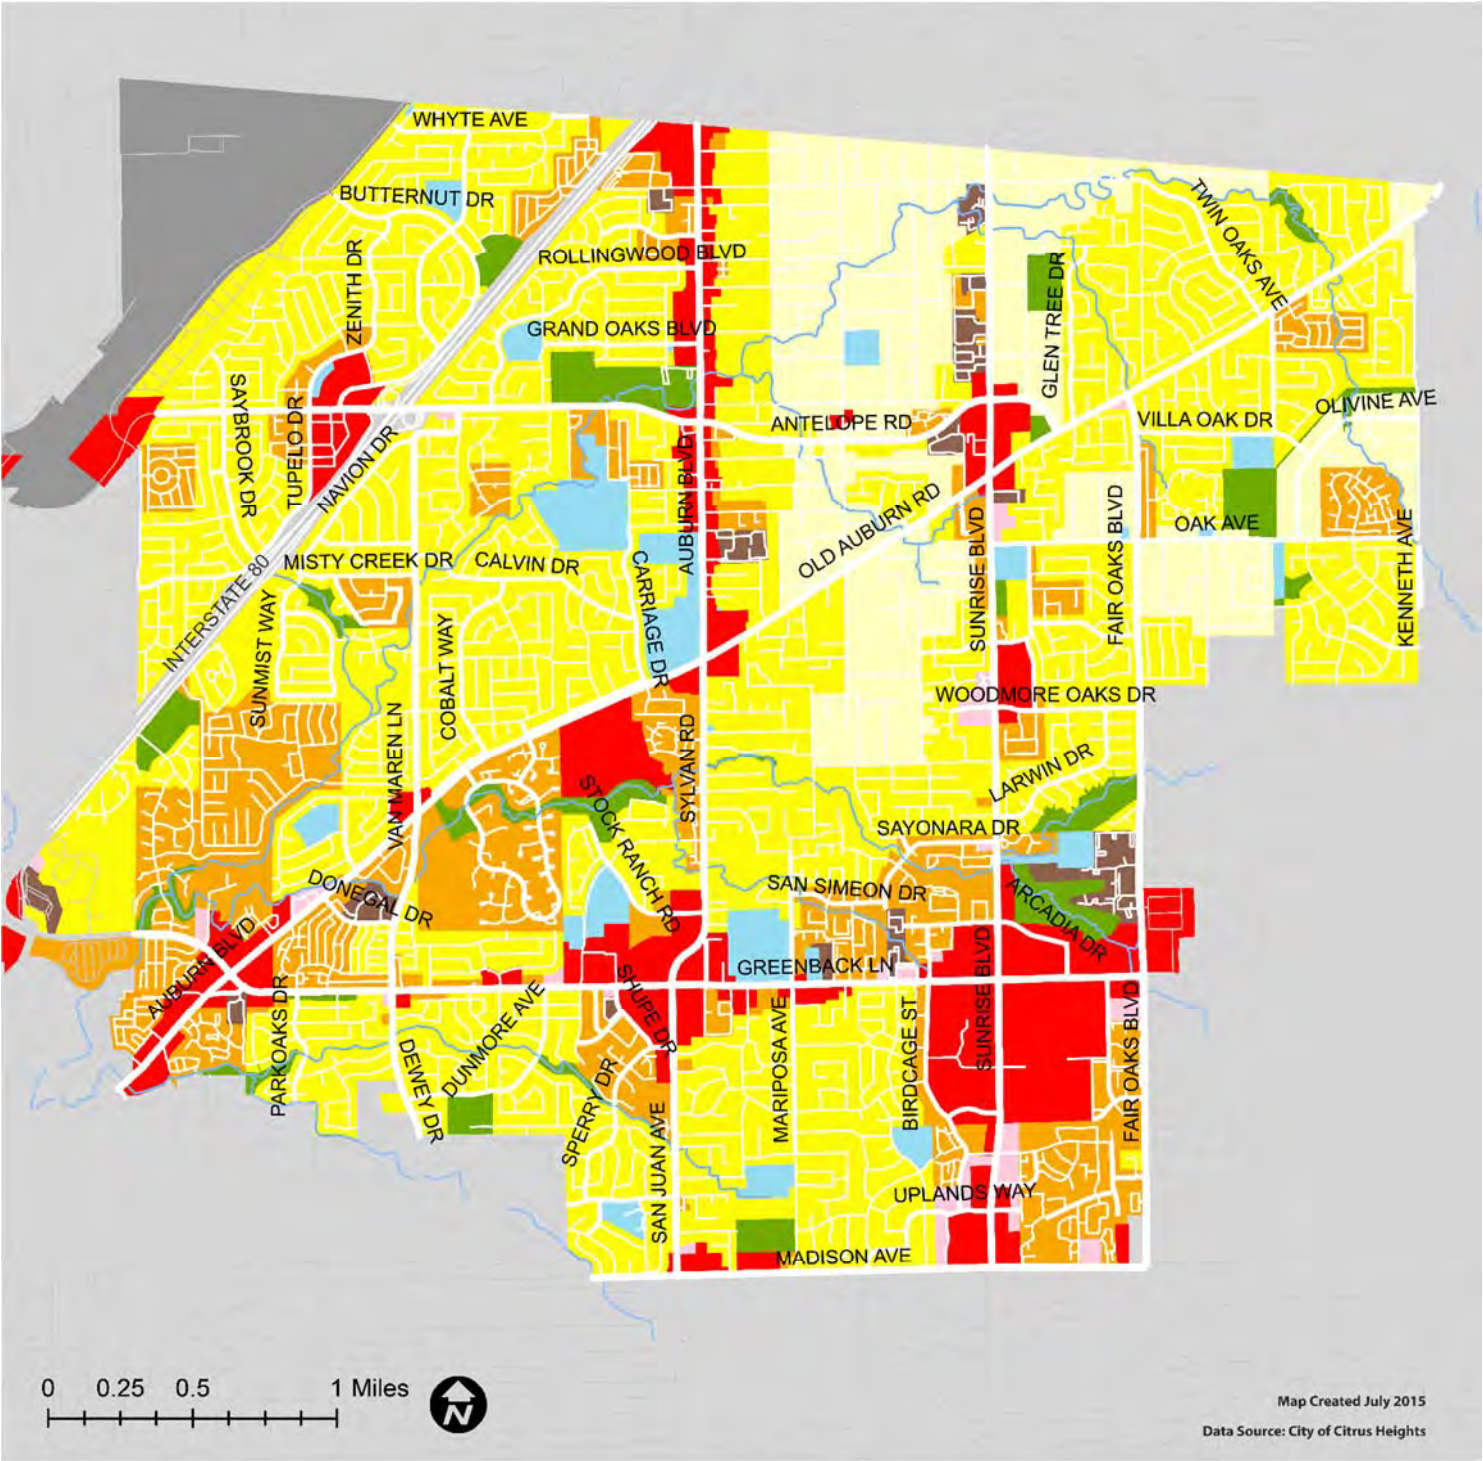 WHYTE AVE
BUTTERNUT DR
TWIN OAKS AVE
ROLLINGWOOD BLVD
ZENITH DR
GLEN TREE DR
GRAND OAKS BLVD
SAYBROOK DR
TUPELO DR
NAVION DR
ANTELOPE RD
VILLA OAK DR
OLIVINE AVE
AUBURN BLVD
OLD AUBURN RD
FAIR OAKS BLVD
OAK AVE
KENNETH AVE
INTERSTATE 80
MISTY CREEK DR
CALVIN DR
CARRIAGE DR
SUNRISE BLVD
SUNMIST WAY
COBALT WAY
WOODMORE OAKS DR
VAN MAREN LN
SYLVAN RD
LARWIN DR
STOCK RANCH RD
SAYONARA DR
DONEGAL DR
SAN SIMEON DR
ARCADIA DR
AUBURN BLVD
GREENBACK LN
SUNRISE BLVD
PARKOAKS DR
SHUPE DR
DUNMORE AVE
DEWEY DR
MARIPOSA AVE
BIRDCAGE ST
FAIR OAKS BLVD
SPERRY DR
SAN JUAN AVE
UPLANDS WAY
MADISON AVE
0 0.25 0.5 1 Miles
N
Map Created July 2015
Data Source: City of Citrus Heights